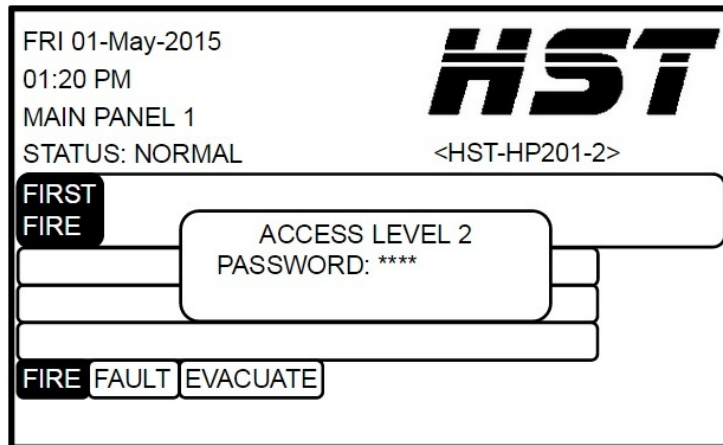 FRI 01-May-2015
01:20 PM
MAIN PANEL 1
STATUS: NORMAL
HST
<HST-HP201-2>
FIRST
FIRE
ACCESS LEVEL 2
PASSWORD: ****
FIRE FAULT EVACUATE